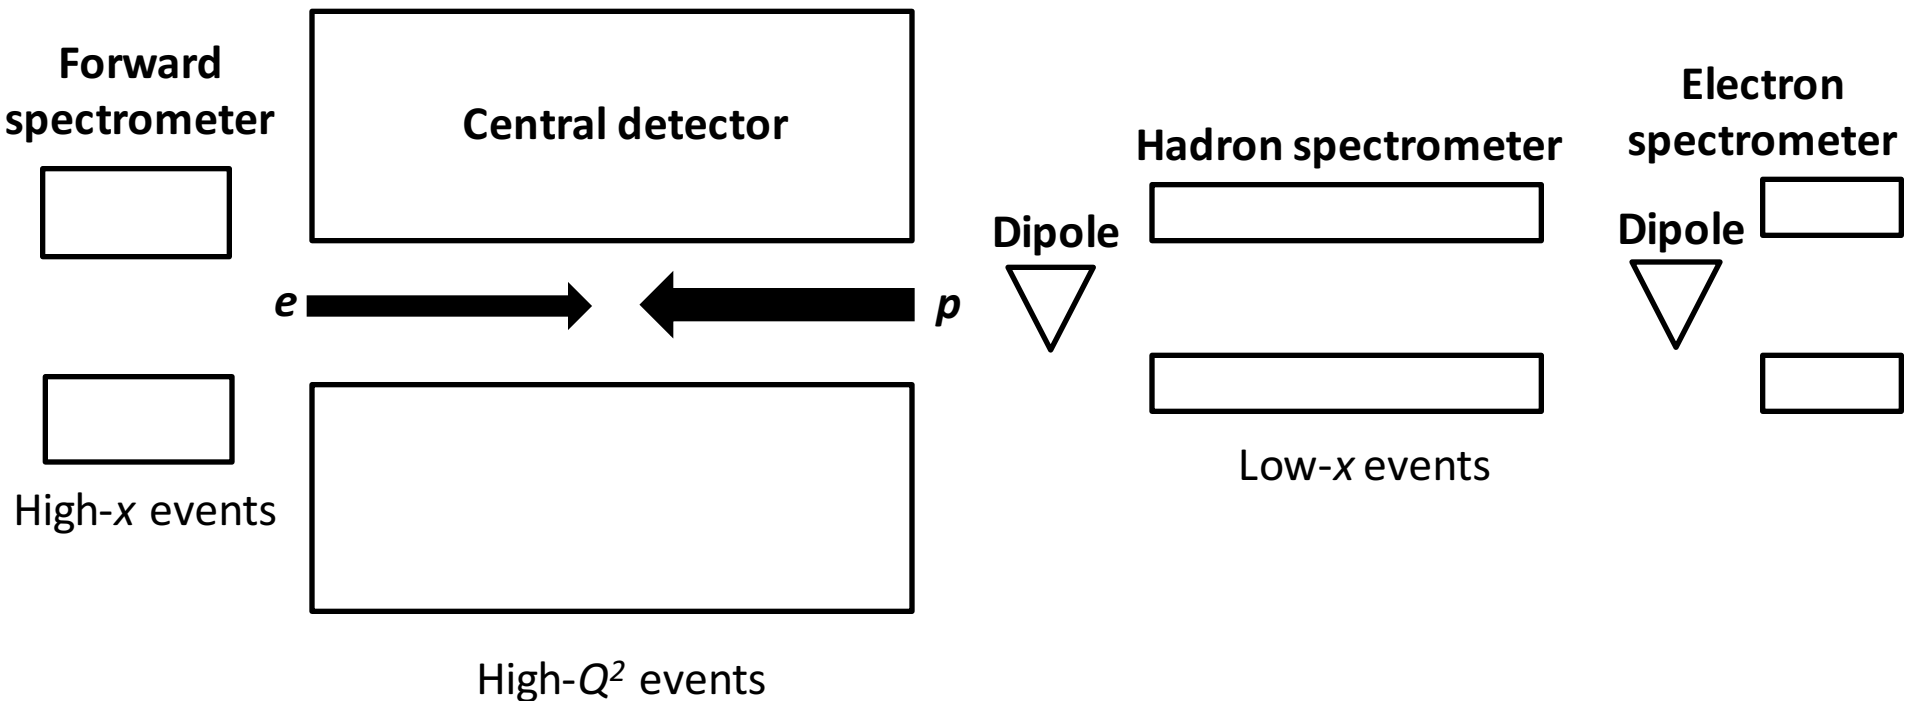 Forward
spectrometer
Central detector
Hadron spectrometer
Electron
spectrometer
Dipole
Dipole
e
p
High-x events
Low-x events
High-Q² events